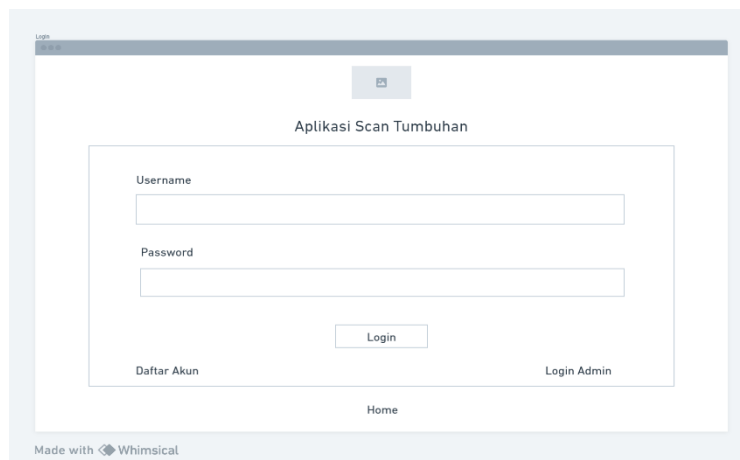 Login
Aplikasi Scan Tumbuhan
Username
Password
Login
Daftar Akun
Login Admin
Home
Made with Whimsical